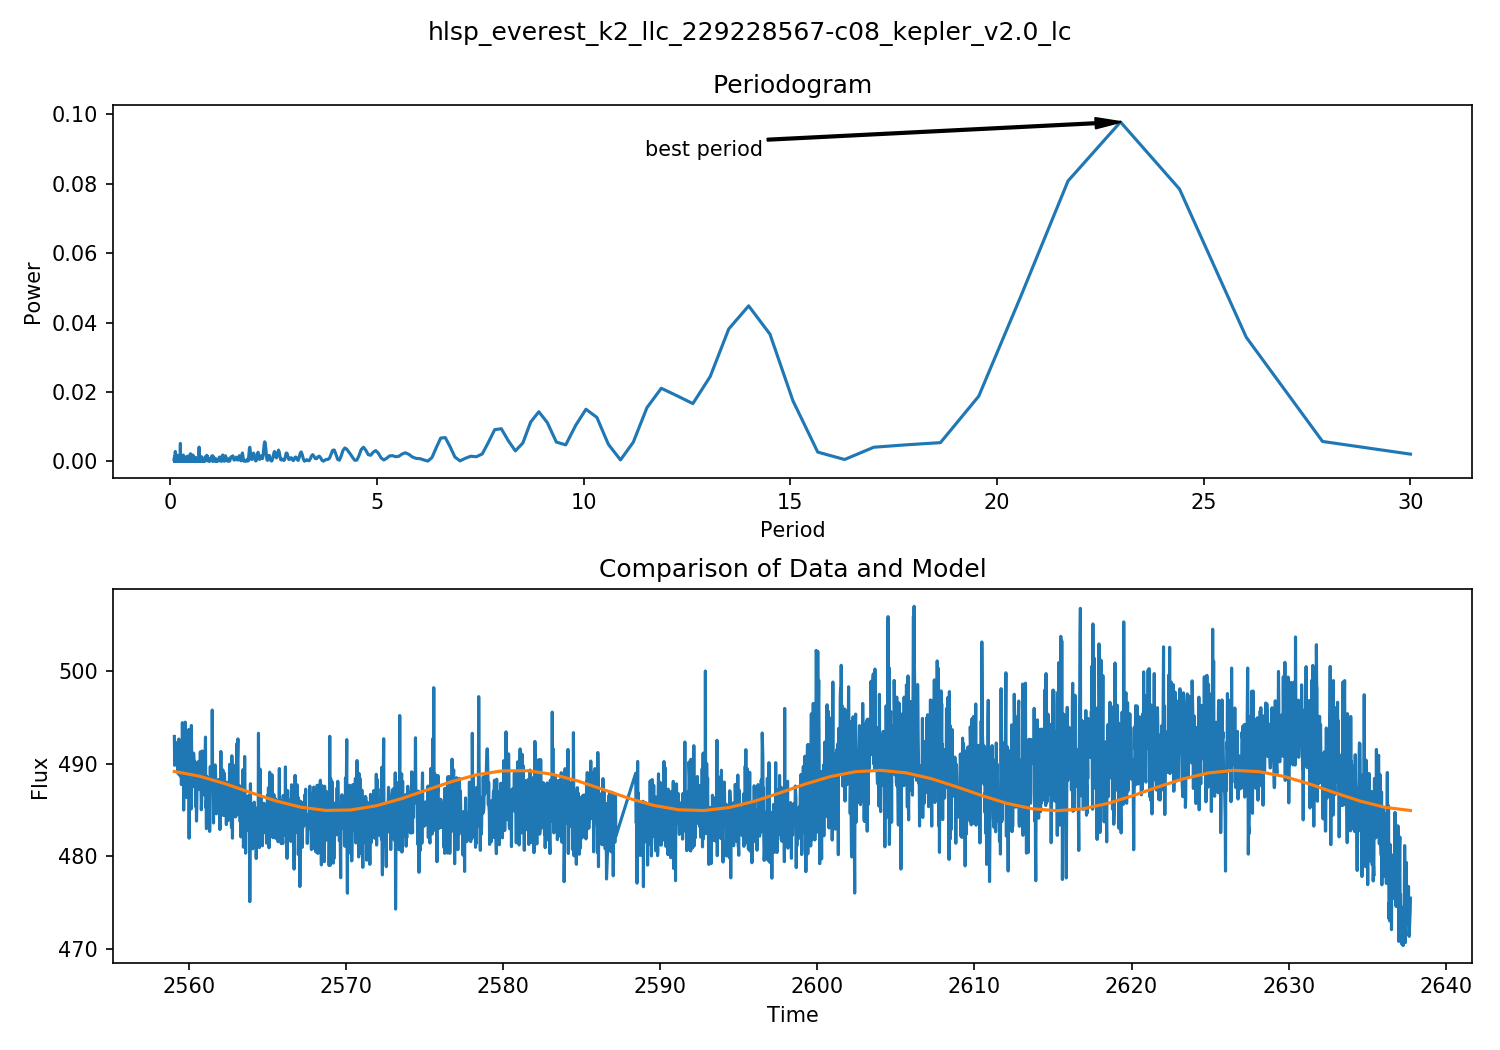 hlsp_everest_k2_llc_229228567-c08_kepler_v2.0_lc
Periodogram
0.10
0.08
0.06
0.04
0.02
0.00
Power
best period
0 5 10 15 20 25 30
Period
Comparison of Data and Model
500
490
480
470
Flux
2560 2570 2580 2590 2600 2610 2620 2630 2640
Time